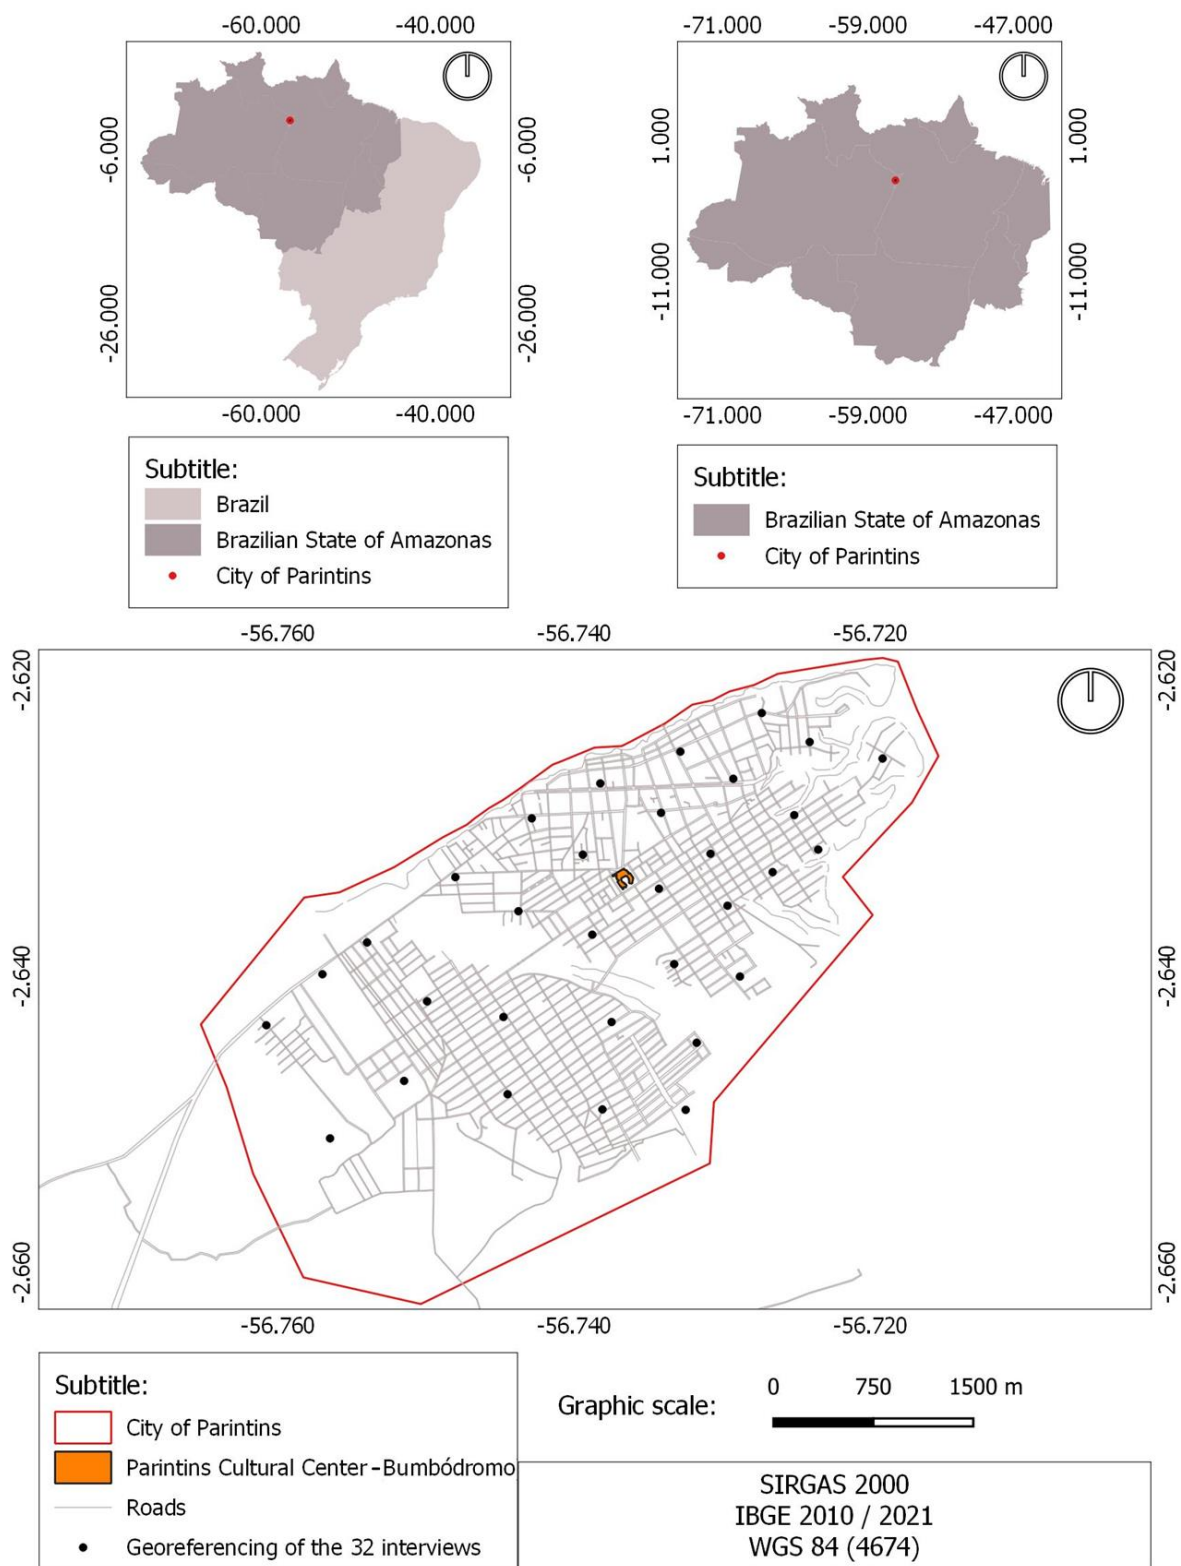 -60.000 -40.000
-71.000 -59.000 -47.000
-6.000
-6.000
1.000
1.000
-26.000
-26.000
-11.000
-11.000
-60.000 -40.000
-71.000 -59.000 -47.000
Subtitle:
Brazil
Brazilian State of Amazonas
City of Parintins
Subtitle:
Brazilian State of Amazonas
City of Parintins
-56.760 -56.740 -56.720
-2.620
-2.620
-2.640
-2.640
-2.660
-2.660
-56.760 -56.740 -56.720
Subtitle:
City of Parintins
Parintins Cultural Center-Bumbódromo
Roads
Georeferencing of the 32 interviews
Graphic scale:
0 750 1500 m
SIRGAS 2000
IBGE 2010 / 2021
WGS 84 (4674)